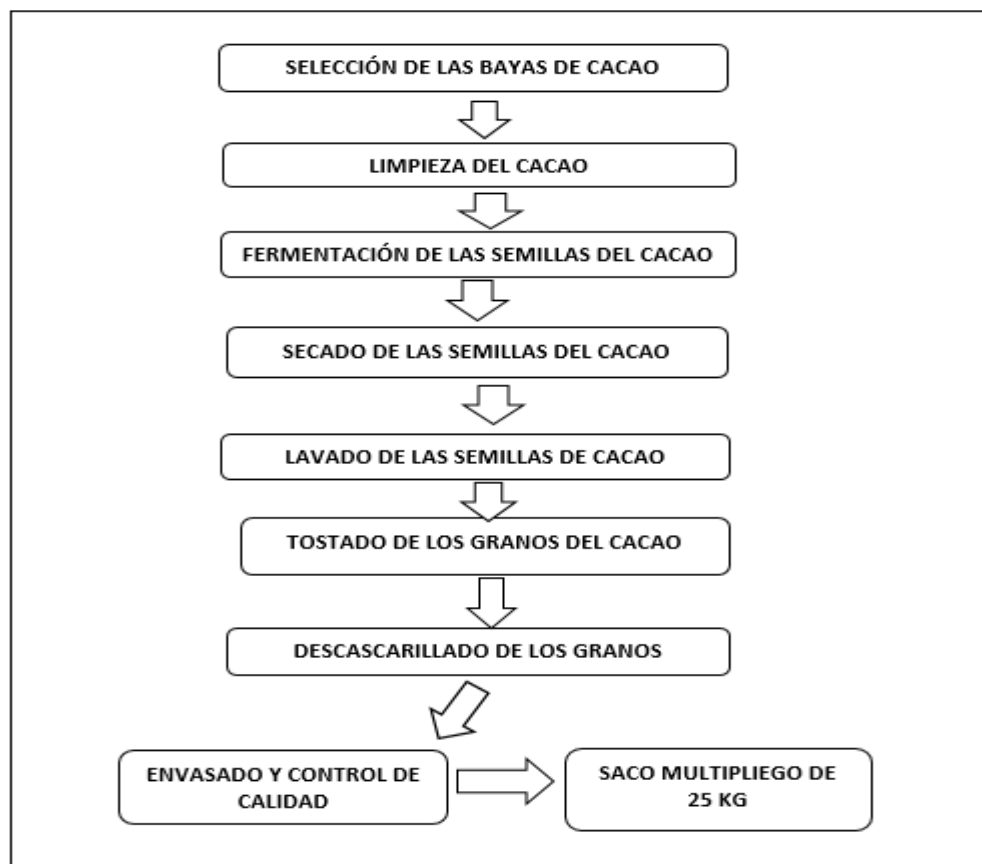 SELECCIÓN DE LAS BAYAS DE CACAO
LIMPIEZA DEL CACAO
FERMENTACIÓN DE LAS SEMILLAS DEL CACAO
SECADO DE LAS SEMILLAS DEL CACAO
LAVADO DE LAS SEMILLAS DE CACAO
TOSTADO DE LOS GRANOS DEL CACAO
DESCASCARILLADO DE LOS GRANOS
ENVASADO Y CONTROL DE
CALIDAD
SACO MULTIPLIEGO DE
25 KG